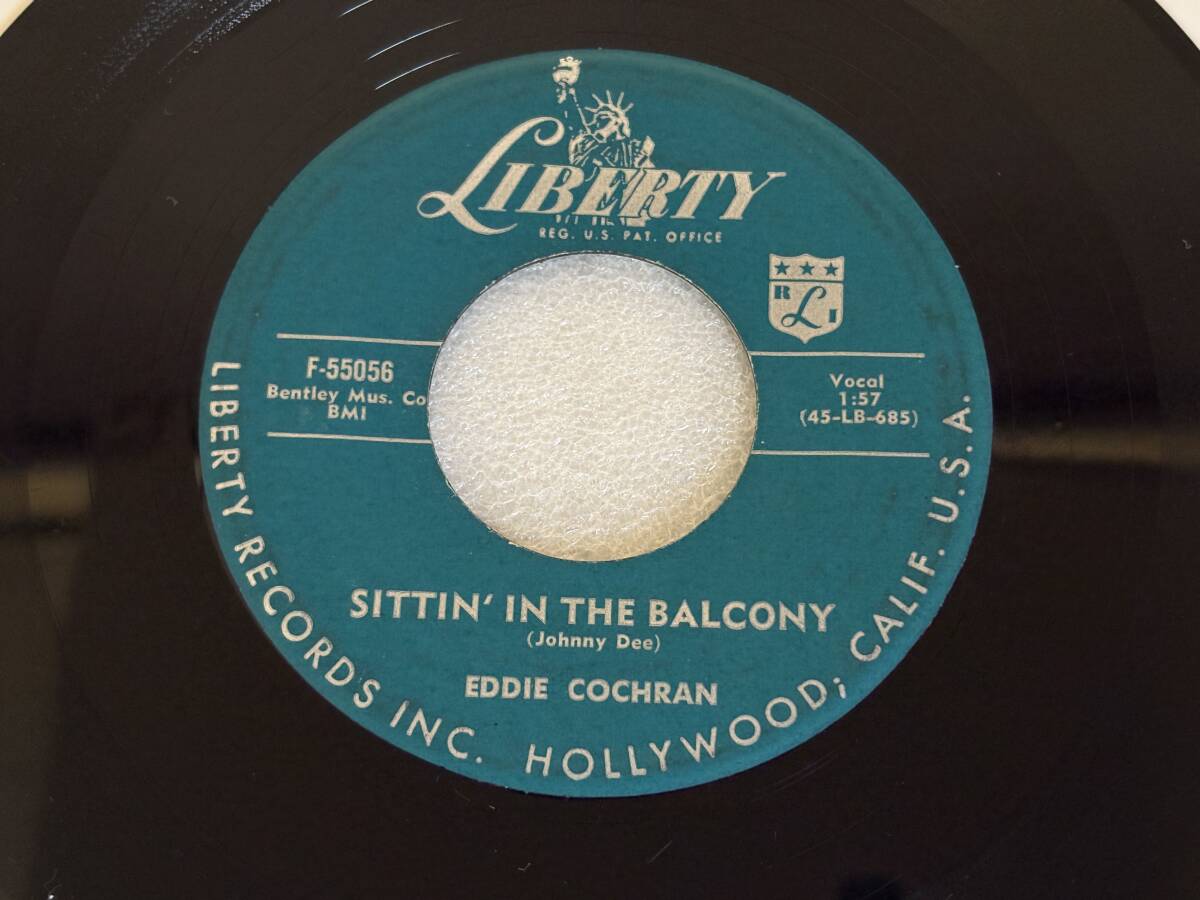 LIBERTY
REG. U.S. PAT. OFFICE
R L I
F-55056
Bentley Mus. Co
BMI
Vocal
1:57
(45-LB-685)
SITTIN' IN THE BALCONY
(Johnny Dee)
EDDIE COCHRAN
LIBERTY RECORDS INC. HOLLYWOOD, CALIF. U.S.A.